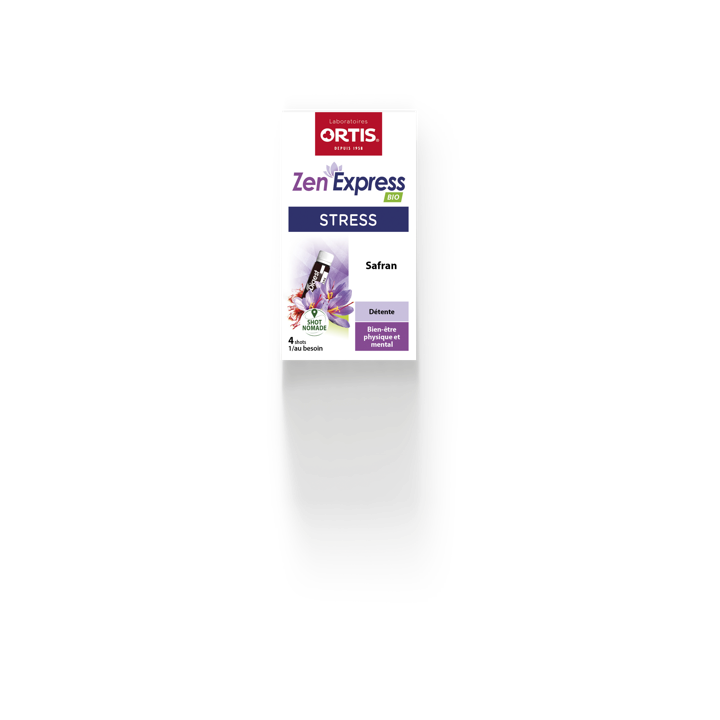 Laboratoires
ORTIS®
DEPUIS 1958
Zen Express
BIO
STRESS
Safran
SHOT
NOMADE
Détente
Bien-être
physique et
mental
4 shots
1/au besoin